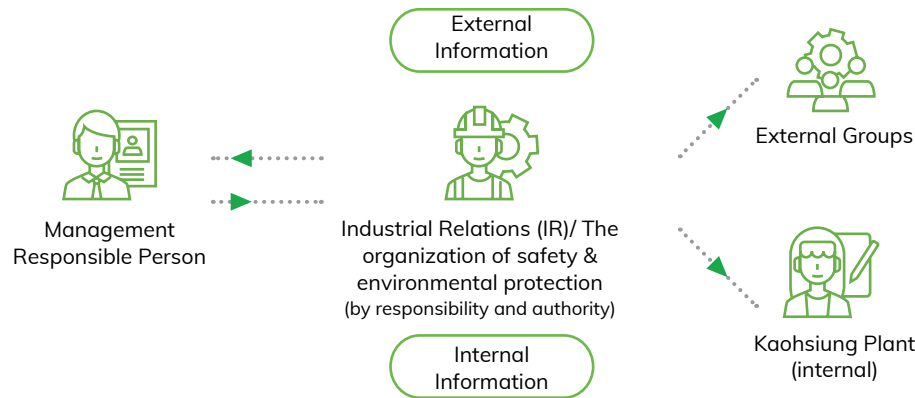 External
Information
Management
Responsible Person
Industrial Relations (IR)/ The
organization of safety &
environmental protection
(by responsibility and authority)
External Groups
Kaohsiung Plant
(internal)
Internal
Information